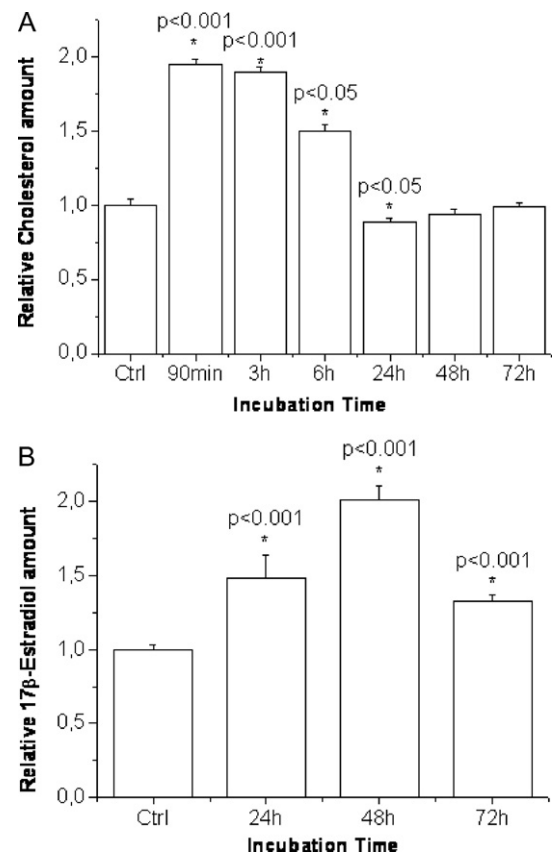 A
p<0.001
p<0.001
*
*
p<0.05
*
p<0.05
*
Relative Cholesterol amount
2,0
1,5
1,0
0,5
0,0
Ctrl 90min 3h 6h 24h 48h 72h
Incubation Time
B
p<0.001
*
p<0.001
*
p<0.001
*
Relative 17β-Estradiol amount
2,0
1,5
1,0
0,5
0,0
Ctrl 24h 48h 72h
Incubation Time